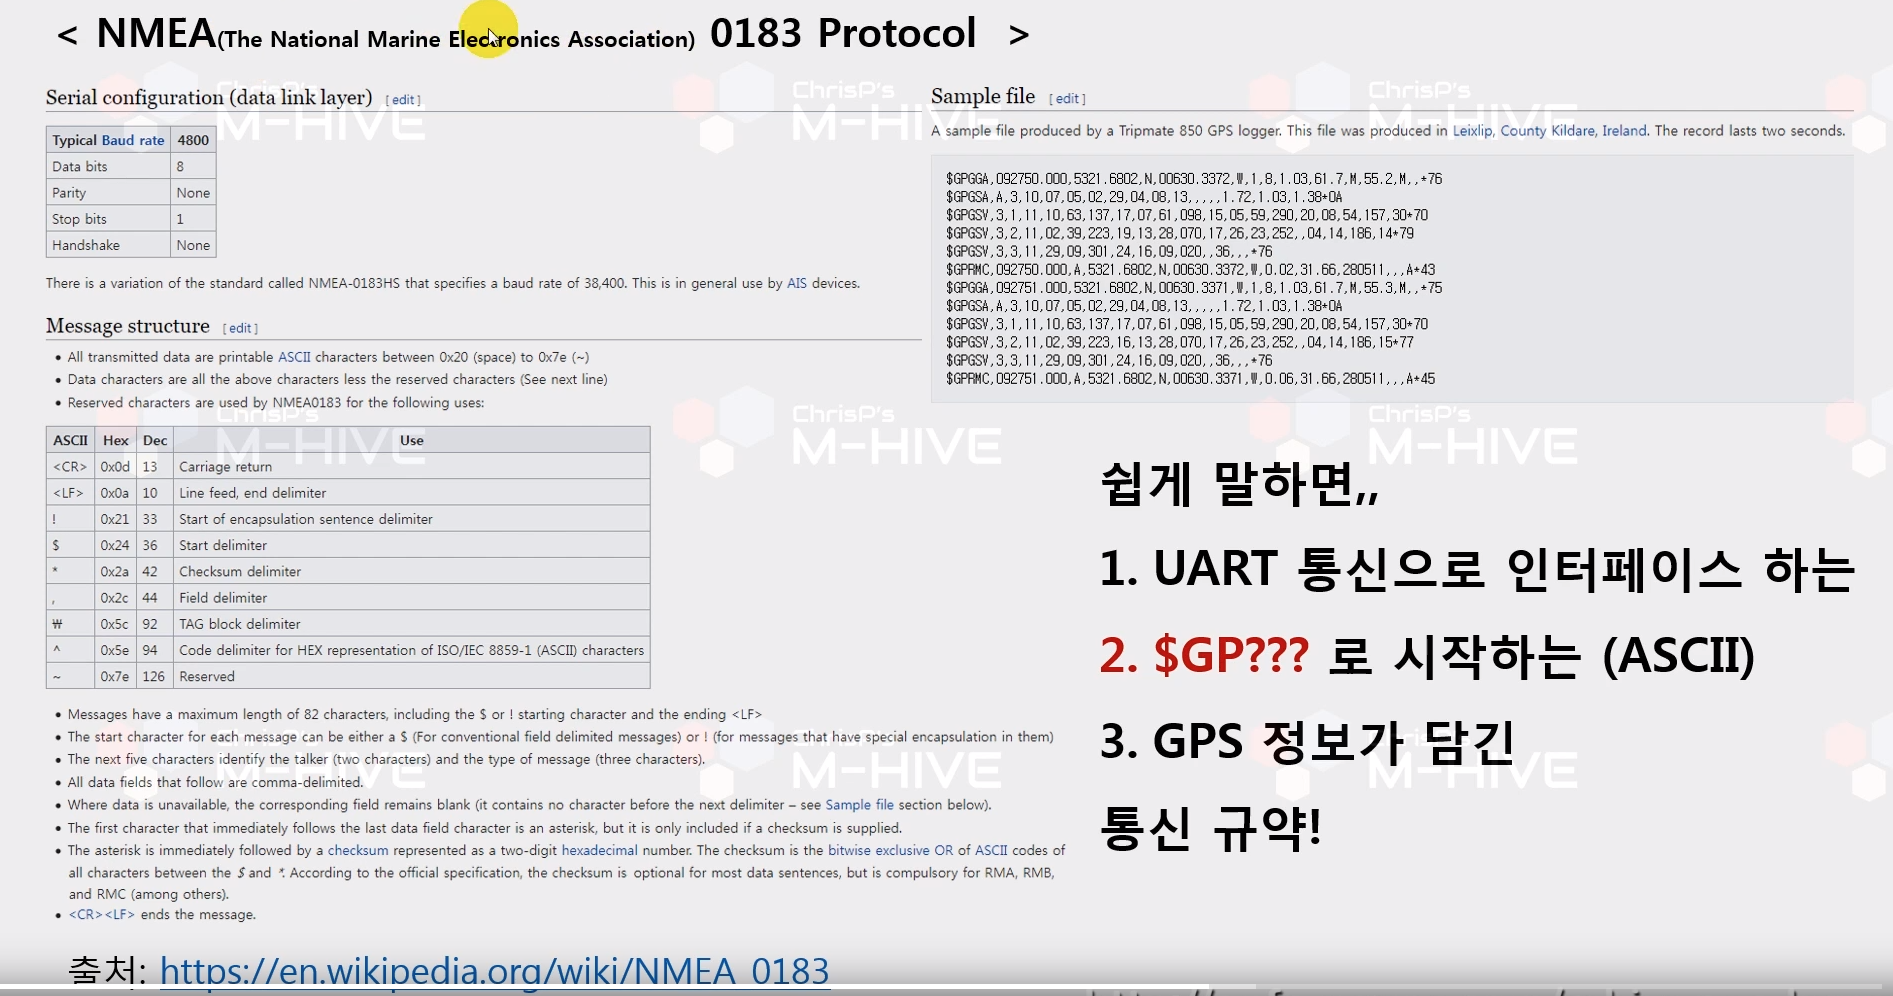 < NMEA(The National Marine Electronics Association) 0183 Protocol >
Serial configuration (data link layer) [ edit ]
Typical Baud rate 4800
Data bits 8
Parity None
Stop bits 1
Handshake None
There is a variation of the standard called NMEA-0183HS that specifies a baud rate of 38,400. This is in general use by AIS devices.
Message structure [ edit ]
• All transmitted data are printable ASCII characters between 0x20 (space) to 0x7e (~)
• Data characters are all the above characters less the reserved characters (See next line)
• Reserved characters are used by NMEA0183 for the following uses:
ASCII Hex Dec Use
<CR> 0x0d 13 Carriage return
<LF> 0x0a 10 Line feed, end delimiter
! 0x21 33 Start of encapsulation sentence delimiter
$ 0x24 36 Start delimiter
* 0x2a 42 Checksum delimiter
, 0x2c 44 Field delimiter
₩ 0x5c 92 TAG block delimiter
^ 0x5e 94 Code delimiter for HEX representation of ISO/IEC 8859-1 (ASCII) characters
~ 0x7e 126 Reserved
• Messages have a maximum length of 82 characters, including the $ or ! starting character and the ending <LF>
• The start character for each message can be either a $ (For conventional field delimited messages) or ! (for messages that have special encapsulation in them)
• The next five characters identify the talker (two characters) and the type of message (three characters).
• All data fields that follow are comma-delimited.
• Where data is unavailable, the corresponding field remains blank (it contains no character before the next delimiter – see Sample file section below).
• The first character that immediately follows the last data field character is an asterisk, but it is only included if a checksum is supplied.
• The asterisk is immediately followed by a checksum represented as a two-digit hexadecimal number. The checksum is the bitwise exclusive OR of ASCII codes of
all characters between the $ and *. According to the official specification, the checksum is optional for most data sentences, but is compulsory for RMA, RMB,
and RMC (among others).
• <CR><LF> ends the message.
출처: https://en.wikipedia.org/wiki/NMEA_0183
Sample file [ edit ]
A sample file produced by a Tripmate 850 GPS logger. This file was produced in Leixlip, County Kildare, Ireland. The record lasts two seconds.
$GPGGA,092750.000,5321.6802,N,00630.3372,W,1,8,1.03,61.7,M,55.2,M,,*76
$GPGSA,A,3,10,07,05,02,29,04,08,13,,,,,1.72,1.03,1.38*0A
$GPGSV,3,1,11,10,63,137,17,07,61,098,15,05,59,290,20,08,54,157,30*70
$GPGSV,3,2,11,02,39,223,19,13,28,070,17,26,23,252,,04,14,186,14*79
$GPGSV,3,3,11,29,09,301,24,16,09,020,,36,,,*76
$GPRMC,092750.000,A,5321.6802,N,00630.3372,W,0.02,31.66,280511,,,A*43
$GPGGA,092751.000,5321.6802,N,00630.3371,W,1,8,1.03,61.7,M,55.3,M,,*75
$GPGSA,A,3,10,07,05,02,29,04,08,13,,,,,1.72,1.03,1.38*0A
$GPGSV,3,1,11,10,63,137,17,07,61,098,15,05,59,290,20,08,54,157,30*70
$GPGSV,3,2,11,02,39,223,16,13,28,070,17,26,23,252,,04,14,186,15*77
$GPGSV,3,3,11,29,09,301,24,16,09,020,,36,,,*76
$GPRMC,092751.000,A,5321.6802,N,00630.3371,W,0.06,31.66,280511,,,A*45
쉽게 말하면,,
1. UART 통신으로 인터페이스 하는
2. $GP??? 로 시작하는 (ASCII)
3. GPS 정보가 담긴
통신 규약!
ChrisP's
M-HIVE
ChrisP's
M-HIVE
ChrisP's
M-HIVE
ChrisP's
M-HIVE
ChrisP's
M-HIVE
ChrisP's
M-HIVE
M-HIVE
M-HIVE
M-HIVE